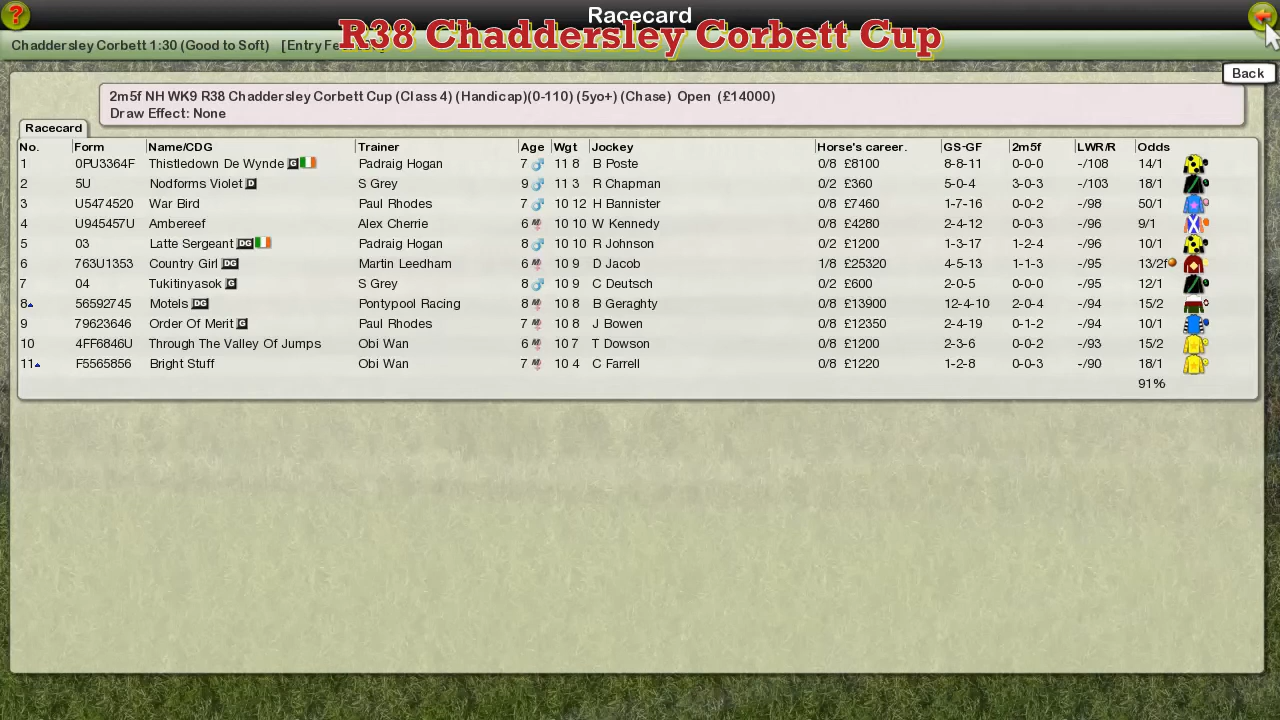 Racecard
R38 Chaddersley Corbett Cup
Chaddersley Corbett 1:30 (Good to Soft) [Entry Fe
Back
2m5f NH WK9 R38 Chaddersley Corbett Cup (Class 4) (Handicap)(0-110) (5yo+) (Chase) Open (£14000)
Draw Effect: None
Racecard
No. Form Name/CDG Trainer Age Wgt Jockey Horse's career. GS-GF 2m5f LWR/R Odds
1 0PU3364F Thistledown De Wynde G Padraig Hogan 7 11 8 B Poste 0/8 £8100 8-8-11 0-0-0 -/108 14/1
2 5U Nodforms Violet D S Grey 9 11 3 R Chapman 0/2 £360 5-0-4 3-0-3 -/103 18/1
3 U5474520 War Bird Paul Rhodes 7 10 12 H Bannister 0/8 £7460 1-7-16 0-0-2 -/98 50/1
4 U945457U Ambereef Alex Cherrie 6 10 10 W Kennedy 0/8 £4280 2-4-12 0-0-3 -/96 9/1
5 03 Latte Sergeant DG Padraig Hogan 8 10 10 R Johnson 0/2 £1200 1-3-17 1-2-4 -/96 10/1
6 763U1353 Country Girl DG Martin Leedham 6 10 9 D Jacob 1/8 £25320 4-5-13 1-1-3 -/95 13/2f
7 04 Tukitinyasok G S Grey 8 10 9 C Deutsch 0/2 £600 2-0-5 0-0-0 -/95 12/1
8 56592745 Motels DG Pontypool Racing 8 10 8 B Geraghty 0/8 £13900 12-4-10 2-0-4 -/94 15/2
9 79623646 Order Of Merit G Paul Rhodes 7 10 8 J Bowen 0/8 £12350 2-4-19 0-1-2 -/94 10/1
10 4FF6846U Through The Valley Of Jumps Obi Wan 6 10 7 T Dowson 0/8 £1200 2-3-6 0-0-2 -/93 15/2
11 F5565856 Bright Stuff Obi Wan 7 10 4 C Farrell 0/8 £1220 1-2-8 0-0-3 -/90 18/1
91%